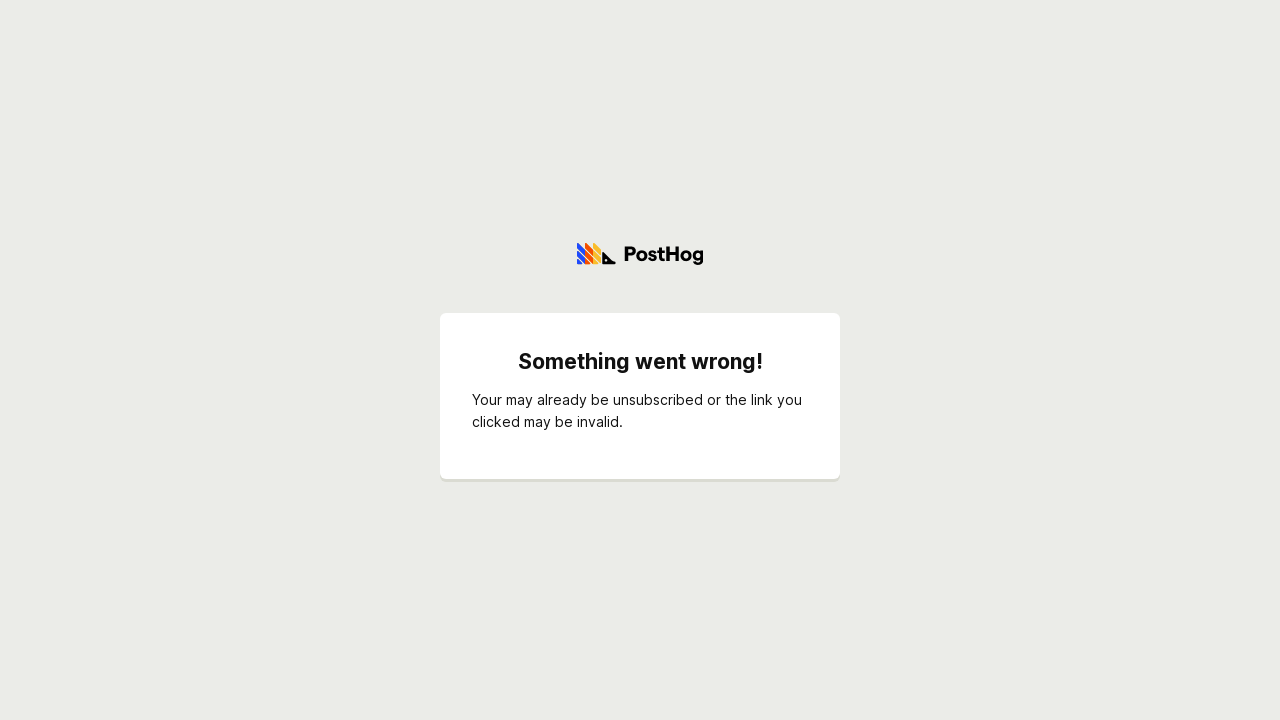 PostHog
Something went wrong!
Your may already be unsubscribed or the link you
clicked may be invalid.